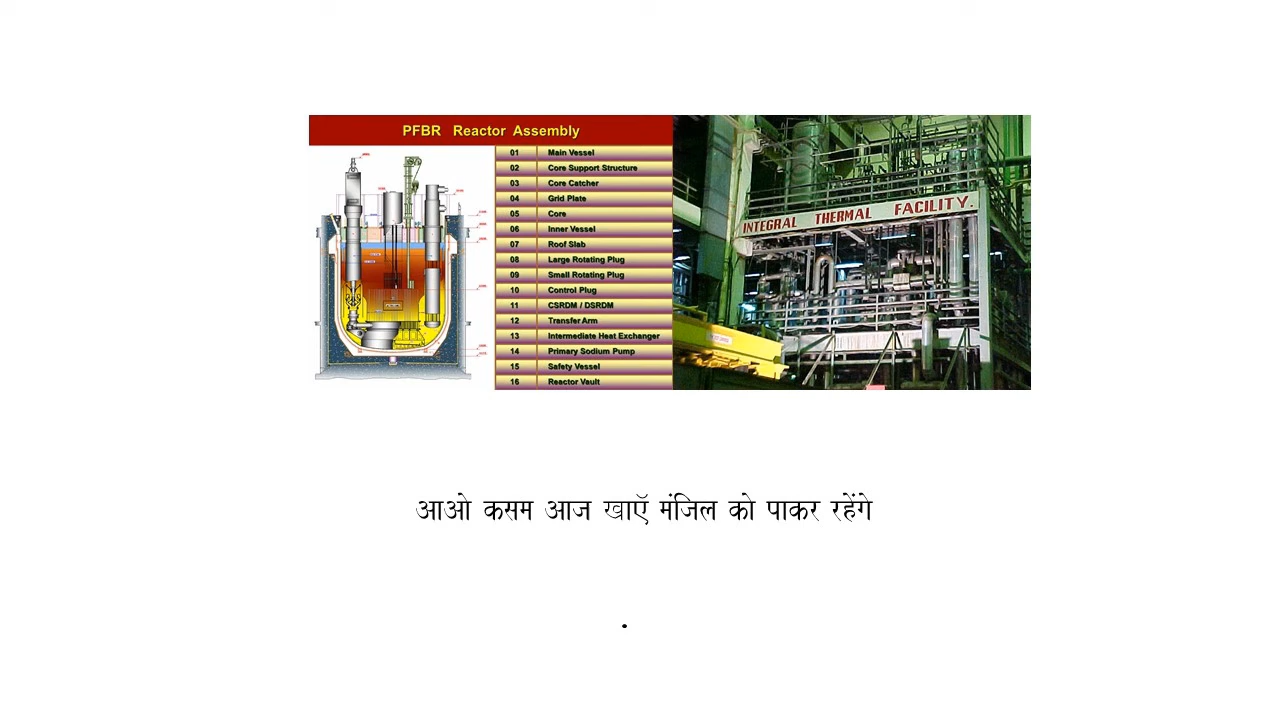 PFBR Reactor Assembly
01 Main Vessel
02 Core Support Structure
03 Core Catcher
04 Grid Plate
05 Core
06 Inner Vessel
07 Roof Slab
08 Large Rotating Plug
09 Small Rotating Plug
10 Control Plug
11 CSRDM / DSRDM
12 Transfer Arm
13 Intermediate Heat Exchanger
14 Primary Sodium Pump
15 Safety Vessel
16 Reactor Vault
INTEGRAL THERMAL FACILITY.
आओ कसम आज खाऍ मंजिल को पाकर रहेंगे
.